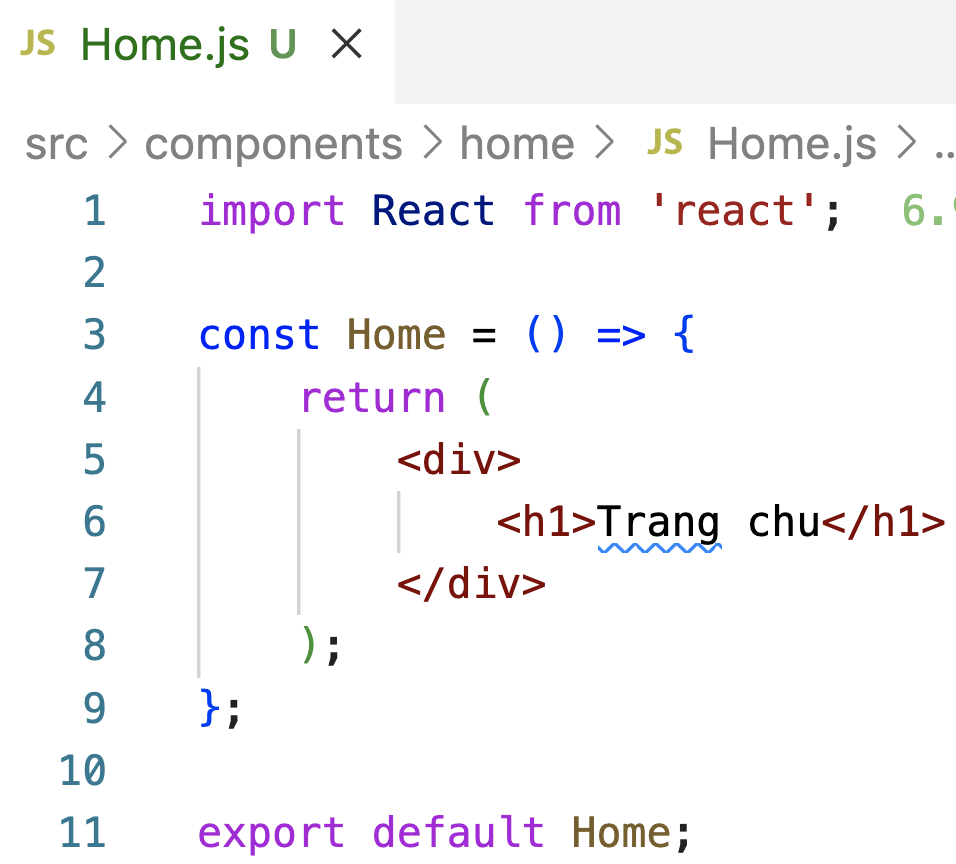 JS Home.js U ×
src > components > home > JS Home.js > ..
1 import React from 'react'; 6.
2
3 const Home = () => {
4 return (
5 <div>
6 <h1>Trang chu</h1>
7 </div>
8 );
9 };
10
11 export default Home;